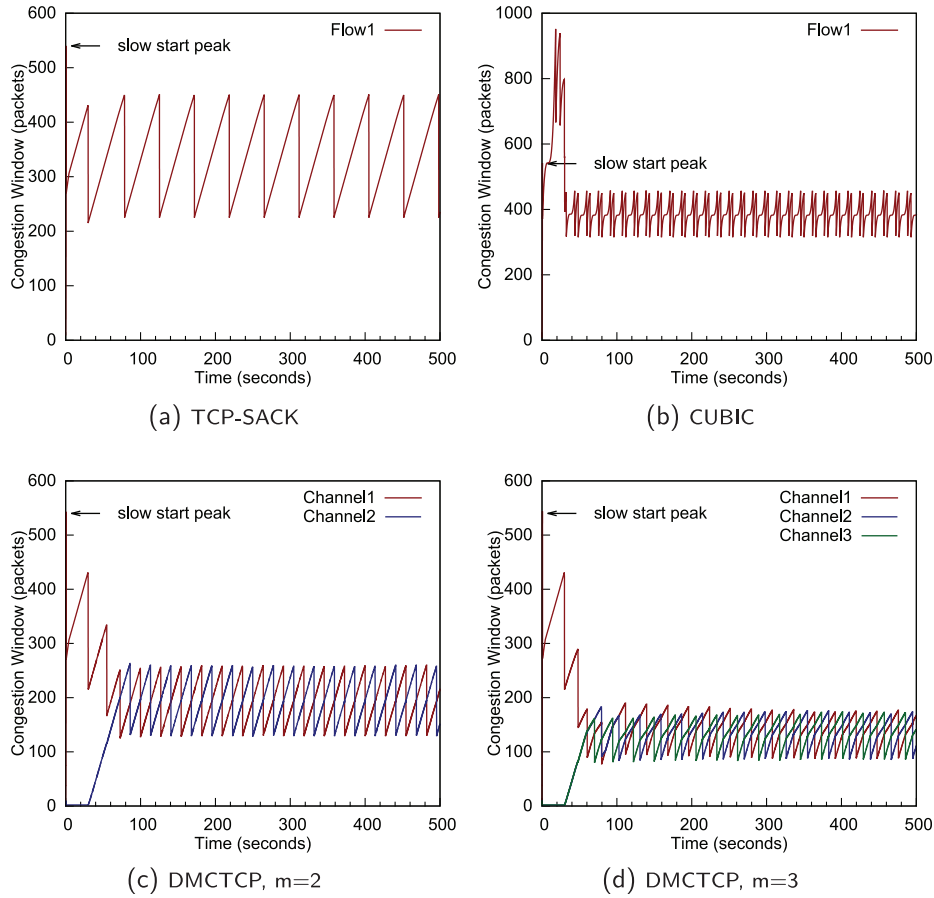 600
500
400
300
200
100
0
Congestion Window (packets)
Flow1
slow start peak
0 100 200 300 400 500
Time (seconds)
(a) TCP-SACK
1000
800
600
400
200
0
Congestion Window (packets)
Flow1
slow start peak
0 100 200 300 400 500
Time (seconds)
(b) CUBIC
600
500
400
300
200
100
0
Congestion Window (packets)
Channel1
Channel2
slow start peak
0 100 200 300 400 500
Time (seconds)
(c) DMCTCP, m=2
600
500
400
300
200
100
0
Congestion Window (packets)
Channel1
Channel2
Channel3
slow start peak
0 100 200 300 400 500
Time (seconds)
(d) DMCTCP, m=3